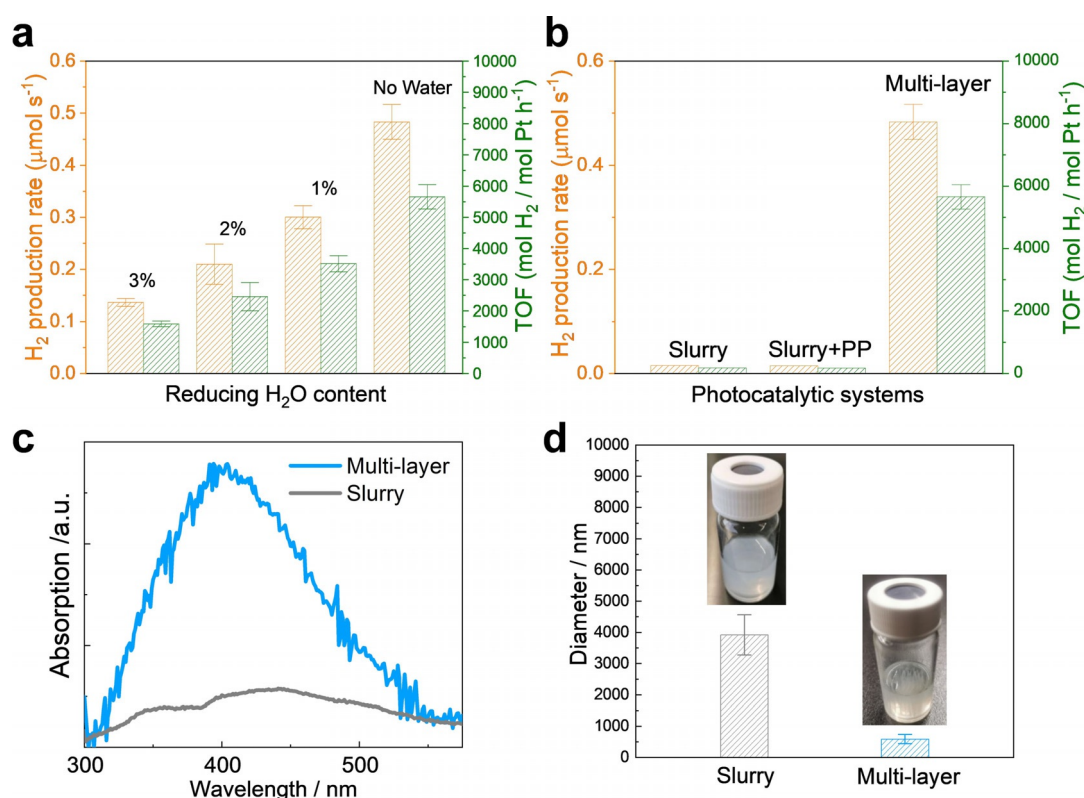 a
H₂ production rate (μmol s⁻¹)
0.6
0.5
0.4
0.3
0.2
0.1
0.0
3%
2%
1%
No Water
10000
9000
8000
7000
6000
5000
4000
3000
2000
1000
0
TOF (mol H₂ / mol Pt h⁻¹)
Reducing H₂O content
b
H₂ production rate (μmol s⁻¹)
0.6
0.4
0.2
0.0
Slurry
Slurry+PP
Multi-layer
10000
8000
6000
4000
2000
0
TOF (mol H₂ / mol Pt h⁻¹)
Photocatalytic systems
c
Absorption /a.u.
Multi-layer
Slurry
300
400
500
Wavelength / nm
d
Diameter / nm
10000
9000
8000
7000
6000
5000
4000
3000
2000
1000
0
Slurry
Multi-layer